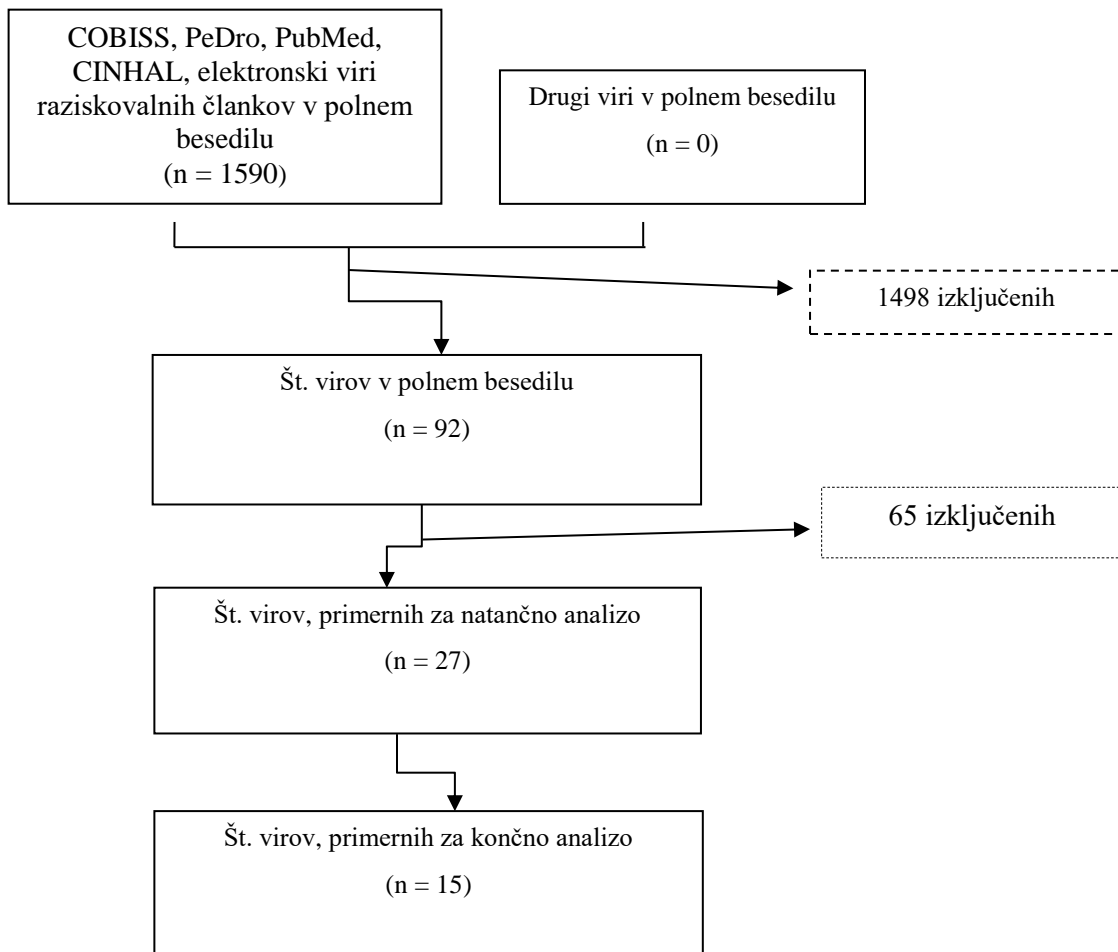 COBISS, PeDro, PubMed,
CINHAL, elektronski viri
raziskovalnih člankov v polnem
besedilu
(n = 1590)
Drugi viri v polnem besedilu
(n = 0)
1498 izključenih
Št. virov v polnem besedilu
(n = 92)
65 izključenih
Št. virov, primernih za natančno analizo
(n = 27)
Št. virov, primernih za končno analizo
(n = 15)